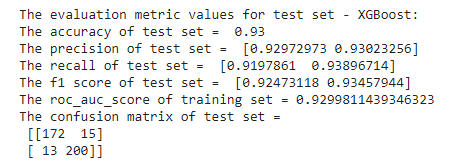 The evaluation metric values for test set - XGBoost:
The accuracy of test set =  0.93
The precision of test set =  [0.92972973 0.93023256]
The recall of test set =  [0.9197861  0.93896714]
The f1 score of test set =  [0.92473118 0.93457944]
The roc_auc_score of training set = 0.9299811439346323
The confusion matrix of test set =
[[172  15]
[ 13 200]]